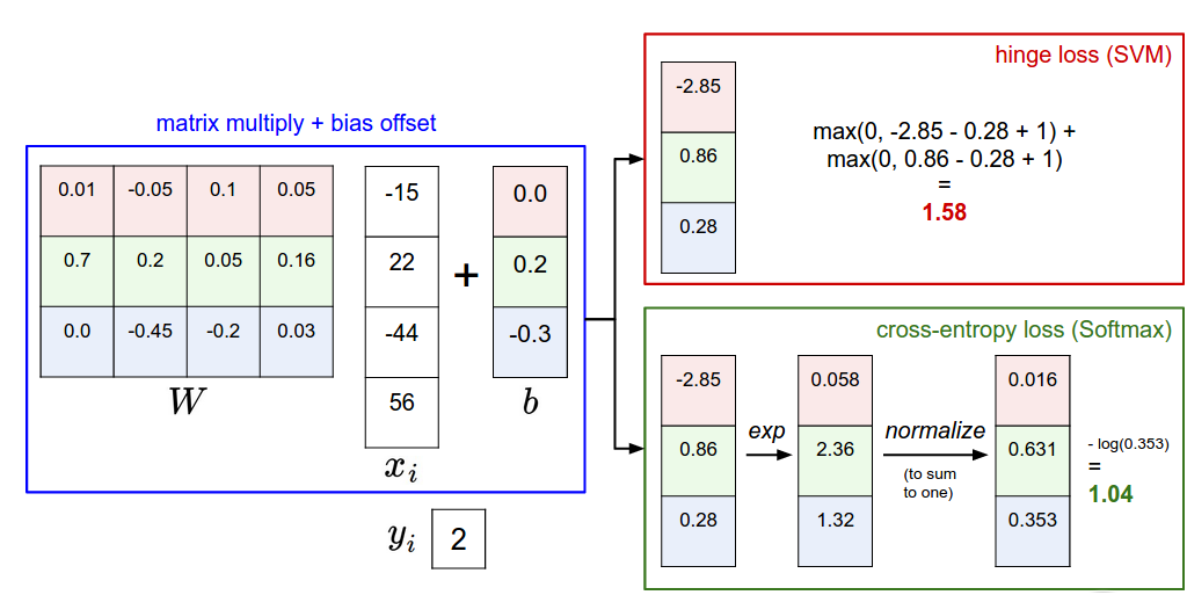 matrix multiply + bias offset
0.01 -0.05 0.1 0.05
0.7 0.2 0.05 0.16
0.0 -0.45 -0.2 0.03
W
-15
22
-44
56
x_i
+
0.0
0.2
-0.3
b
y_i 2
hinge loss (SVM)
-2.85
0.86
0.28
max(0, -2.85 - 0.28 + 1) +
max(0, 0.86 - 0.28 + 1)
=
1.58
cross-entropy loss (Softmax)
-2.85
0.86
0.28
exp
0.058
2.36
1.32
normalize
(to sum
to one)
0.016
0.631
0.353
- log(0.353)
=
1.04